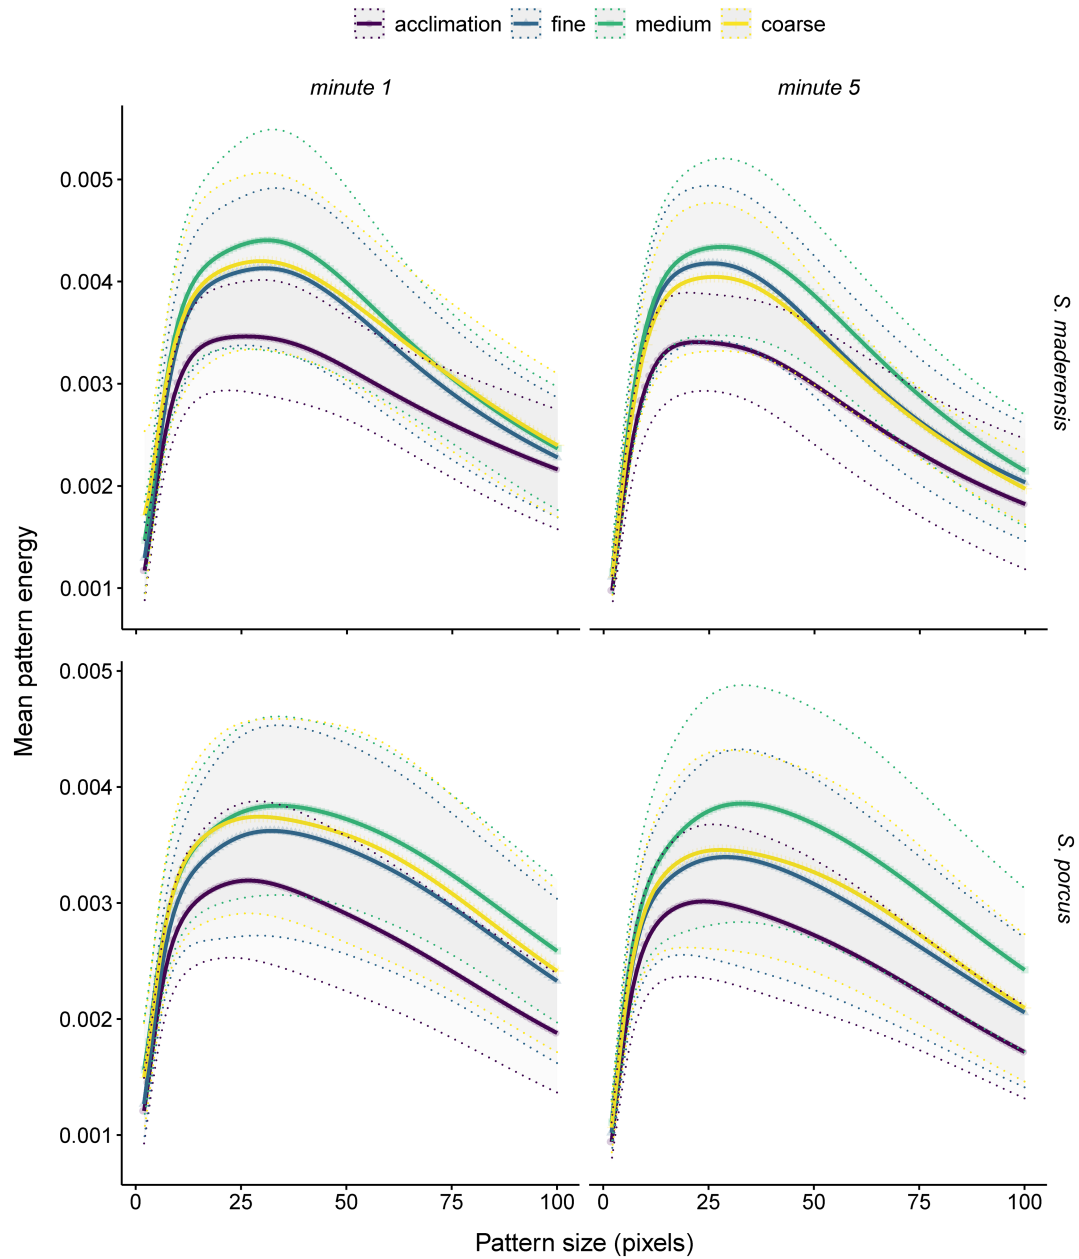 acclimation fine medium coarse
minute 1 minute 5
0.005
0.004
0.003
0.002
0.001
S. maderensis
Mean pattern energy
0.005
0.004
0.003
0.002
0.001
S. porcus
0 25 50 75 100 0 25 50 75 100
Pattern size (pixels)